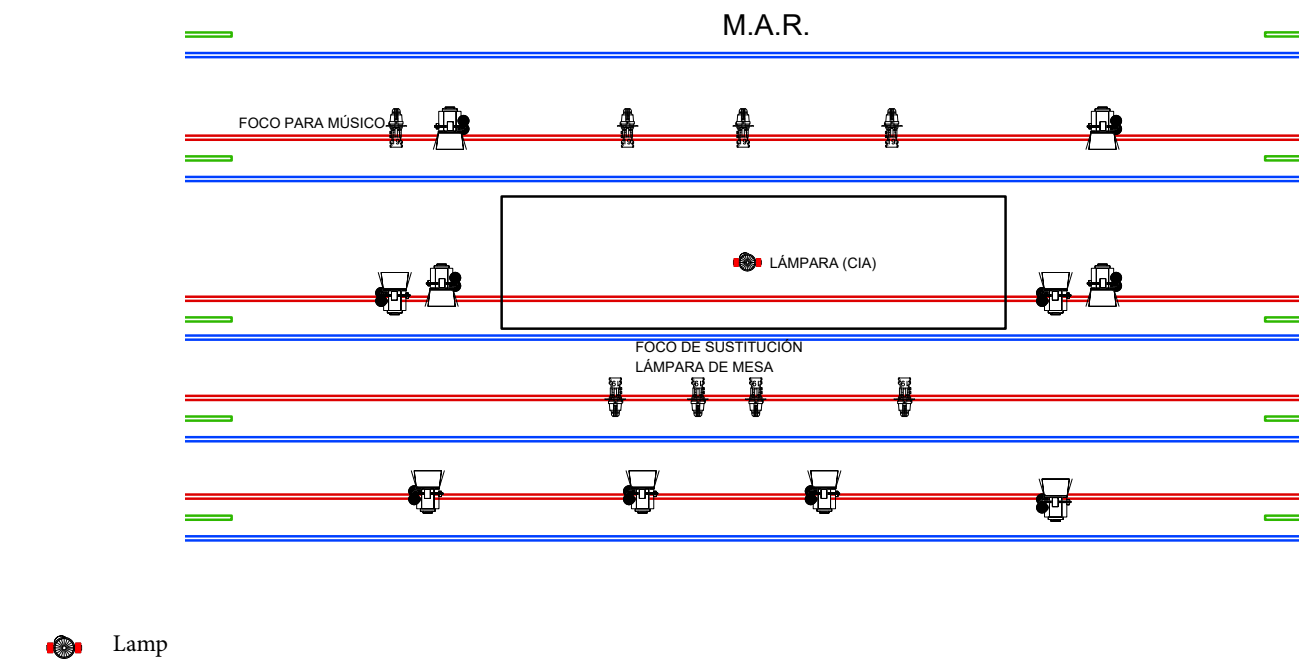 M.A.R.
FOCO PARA MÚSICO
LÁMPARA (CIA)
FOCO DE SUSTITUCIÓN
LÁMPARA DE MESA
Lamp